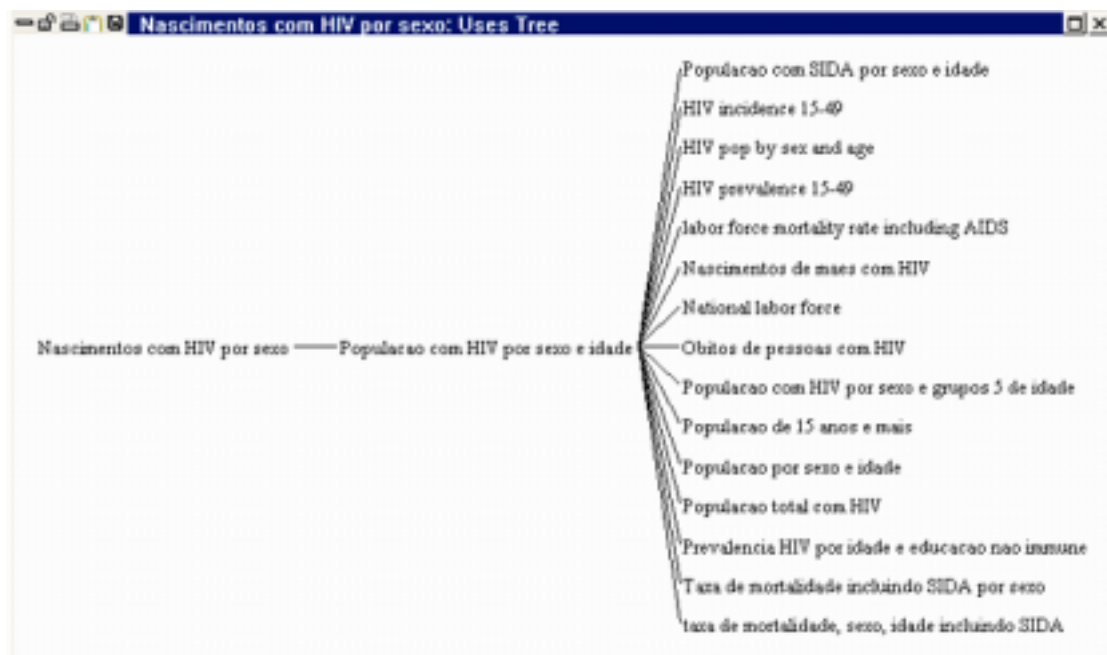 Nascimentos com HIV por sexo: Uses Tree
Populacao com SIDA por sexo e idade
HIV incidence 15-49
HIV pop by sex and age
HIV prevalence 15-49
labor force mortality rate including AIDS
Nascimentos de maes com HIV
National labor force
Nascimentos com HIV por sexo
Populacao com HIV por sexo e idade
Obitos de pessoas com HIV
Populacao com HIV por sexo e grupos 5 de idade
Populacao de 15 anos e mais
Populacao por sexo e idade
Populacao total com HIV
Prevalencia HIV por idade e educacao nao immune
Taxa de mortalidade incluindo SIDA por sexo
taxa de mortalidade, sexo, idade incluindo SIDA